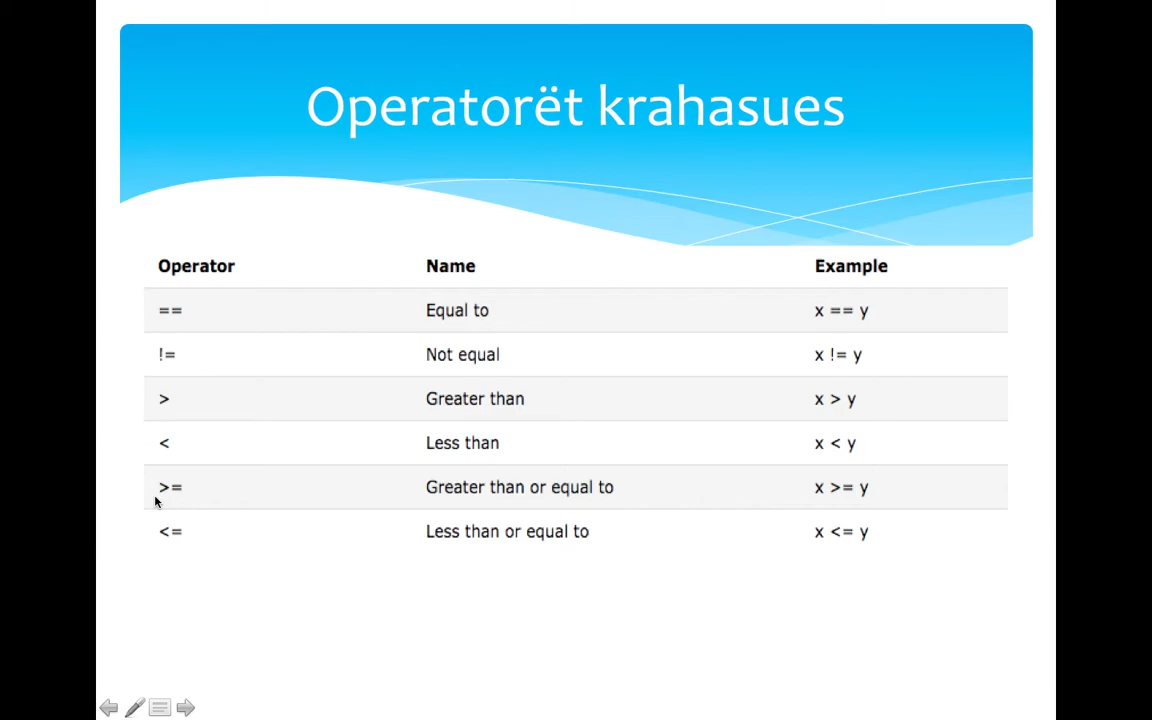 Operatorët krahasues
Operator Name Example
== Equal to x == y
!= Not equal x != y
> Greater than x > y
< Less than x < y
>= Greater than or equal to x >= y
<= Less than or equal to x <= y